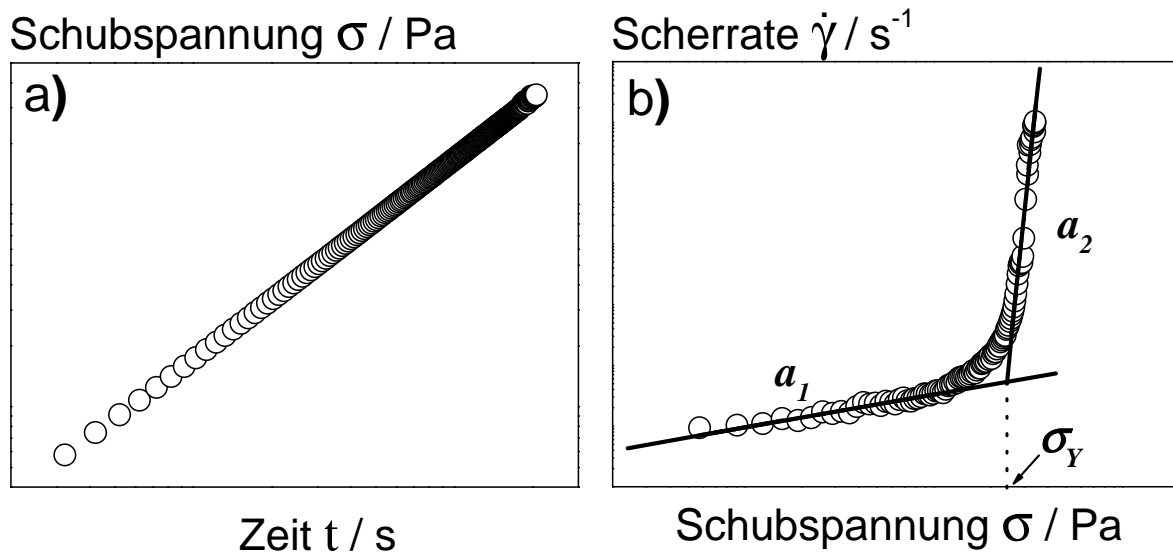 Schubspannung σ / Pa
a)
Zeit t / s
Scherrate γ̇ / s⁻¹
b)
a₂
a₁
σ_Y
Schubspannung σ / Pa